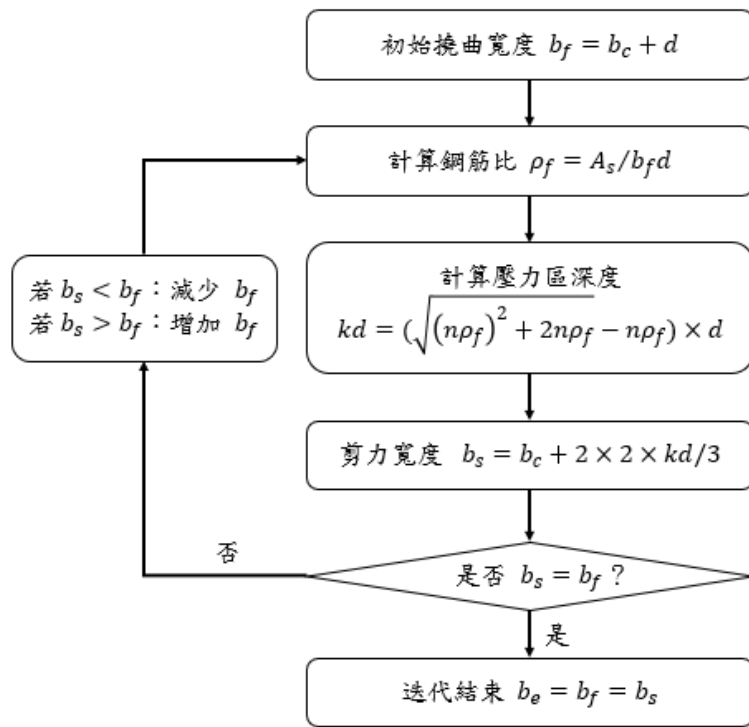 初始撓曲寬度 b_f = b_c + d
計算鋼筋比 ρ_f = A_s/b_f d
若 b_s < b_f：減少 b_f
若 b_s > b_f：增加 b_f
計算壓力區深度
kd = (√((nρ_f)^2 + 2nρ_f) − nρ_f) × d
剪力寬度 b_s = b_c + 2 × 2 × kd/3
否
是否 b_s = b_f？
是
迭代結束 b_e = b_f = b_s